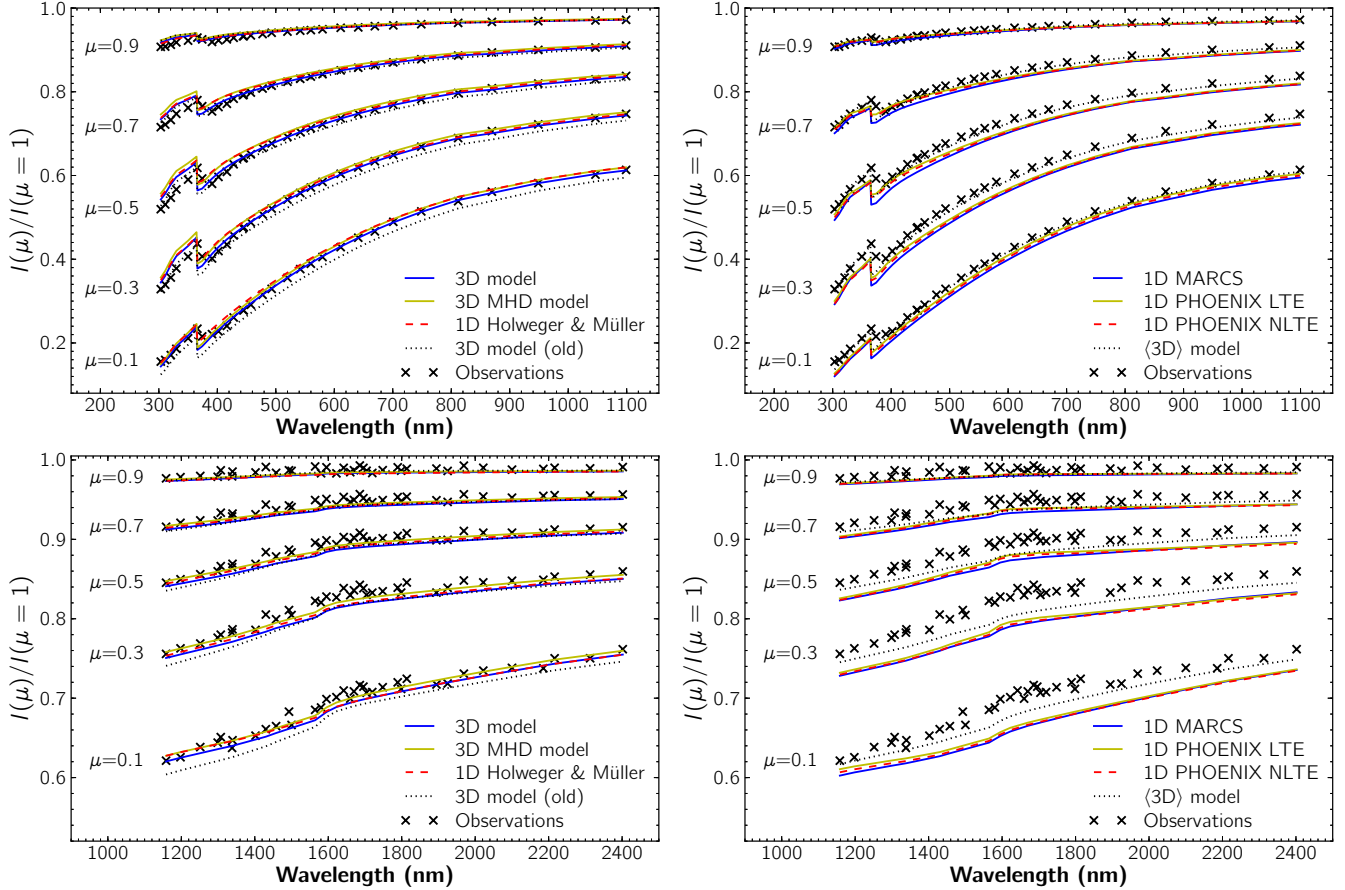 1.0
0.8
0.6
0.4
0.2
I(μ)/I(μ = 1)
μ=0.9
μ=0.7
μ=0.5
μ=0.3
μ=0.1
3D model
3D MHD model
1D Holweger & Müller
3D model (old)
Observations
200 300 400 500 600 700 800 900 1000 1100
Wavelength (nm)
1.0
0.8
0.6
0.4
0.2
I(μ)/I(μ = 1)
μ=0.9
μ=0.7
μ=0.5
μ=0.3
μ=0.1
1D MARCS
1D PHOENIX LTE
1D PHOENIX NLTE
⟨3D⟩ model
Observations
200 300 400 500 600 700 800 900 1000 1100
Wavelength (nm)
1.0
0.9
0.8
0.7
0.6
I(μ)/I(μ = 1)
μ=0.9
μ=0.7
μ=0.5
μ=0.3
μ=0.1
3D model
3D MHD model
1D Holweger & Müller
3D model (old)
Observations
1000 1200 1400 1600 1800 2000 2200 2400
Wavelength (nm)
1.0
0.9
0.8
0.7
0.6
I(μ)/I(μ = 1)
μ=0.9
μ=0.7
μ=0.5
μ=0.3
μ=0.1
1D MARCS
1D PHOENIX LTE
1D PHOENIX NLTE
⟨3D⟩ model
Observations
1000 1200 1400 1600 1800 2000 2200 2400
Wavelength (nm)